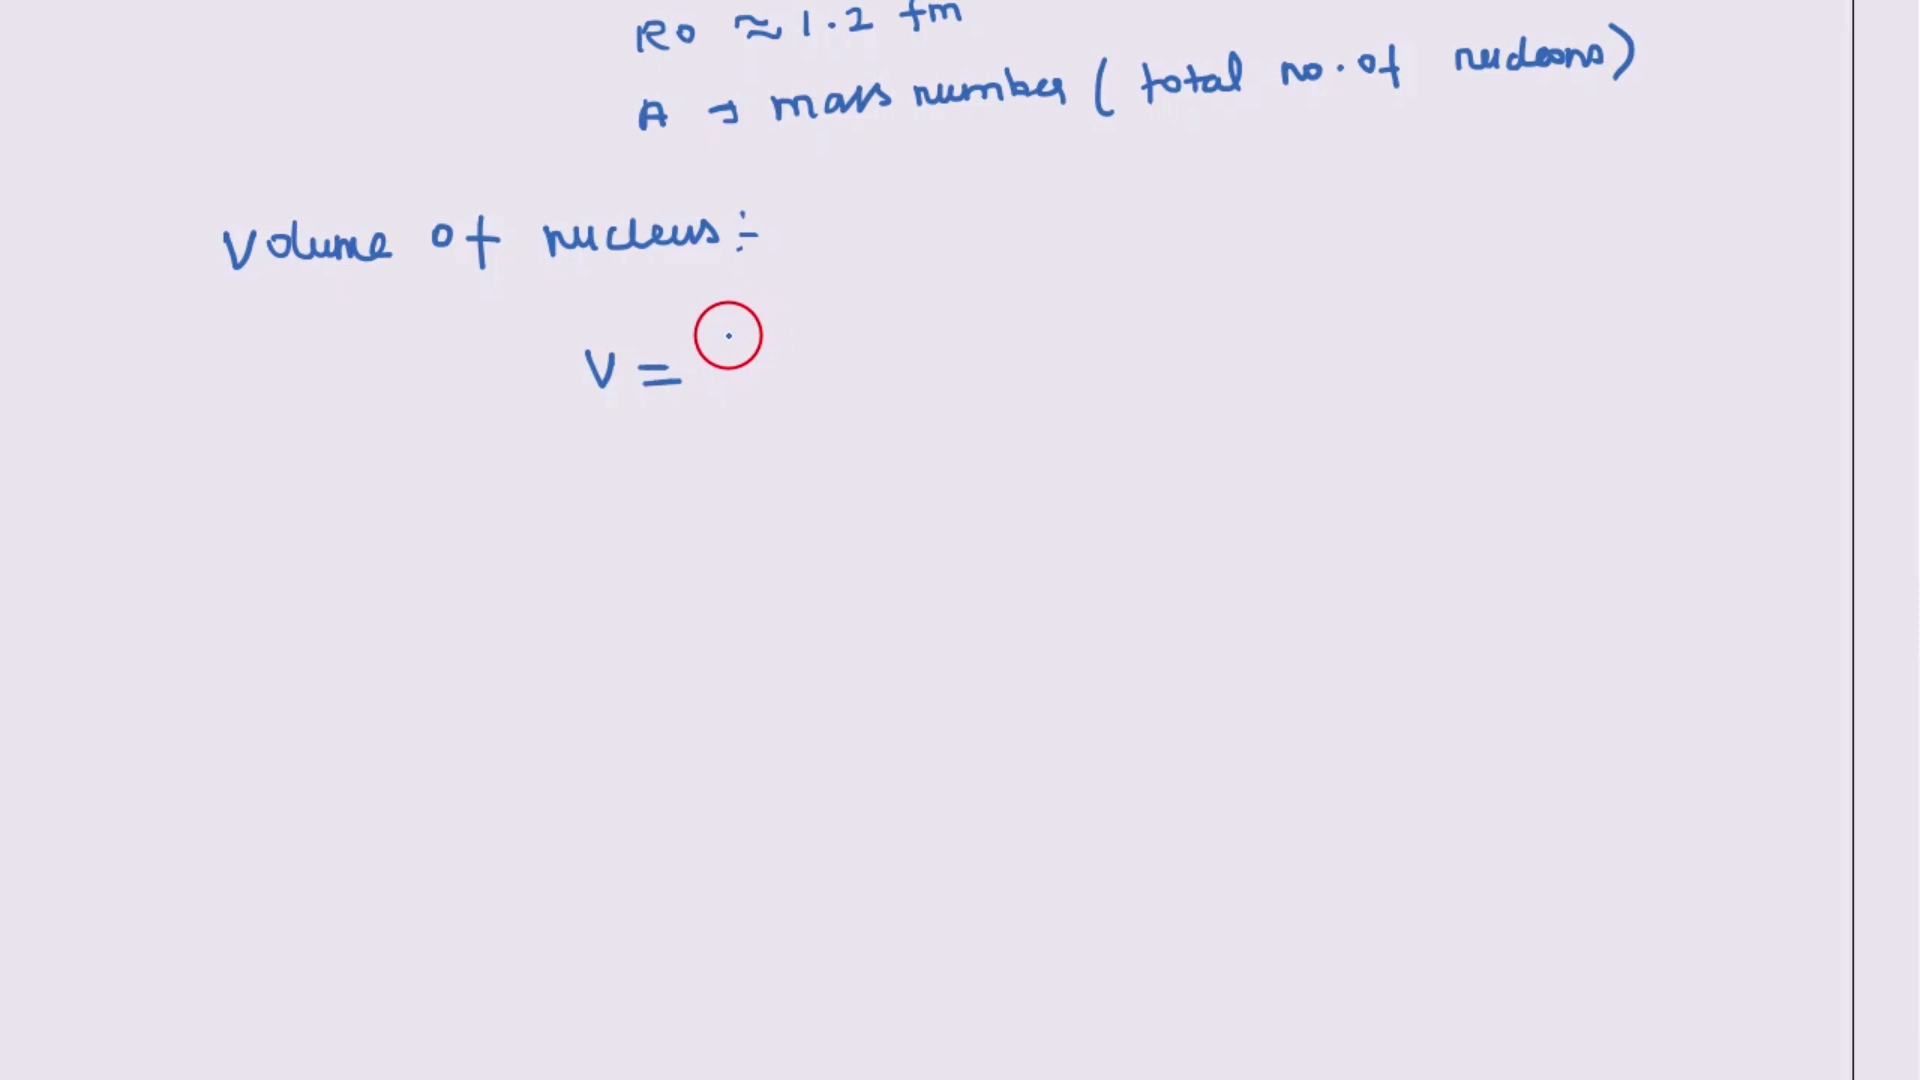 R0 ≈ 1.2 fm
A → mass number ( total no. of nucleons)
Volume of nucleus :-
V =